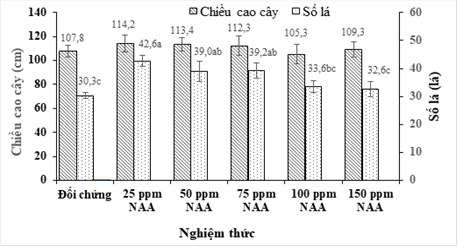 Chiều cao cây Số lá
Chiều cao cây (cm)
140
120
100
80
60
40
20
0
107,8
30,3c
114,2
42,6a
113,4
39,0ab
112,3
39,2ab
105,3
33,6bc
109,3
32,6c
60
50
40
30
20
10
0
Số lá (lá)
Đối chứng 25 ppm 50 ppm 75 ppm 100 ppm 150 ppm
NAA NAA NAA NAA NAA
Nghiệm thức